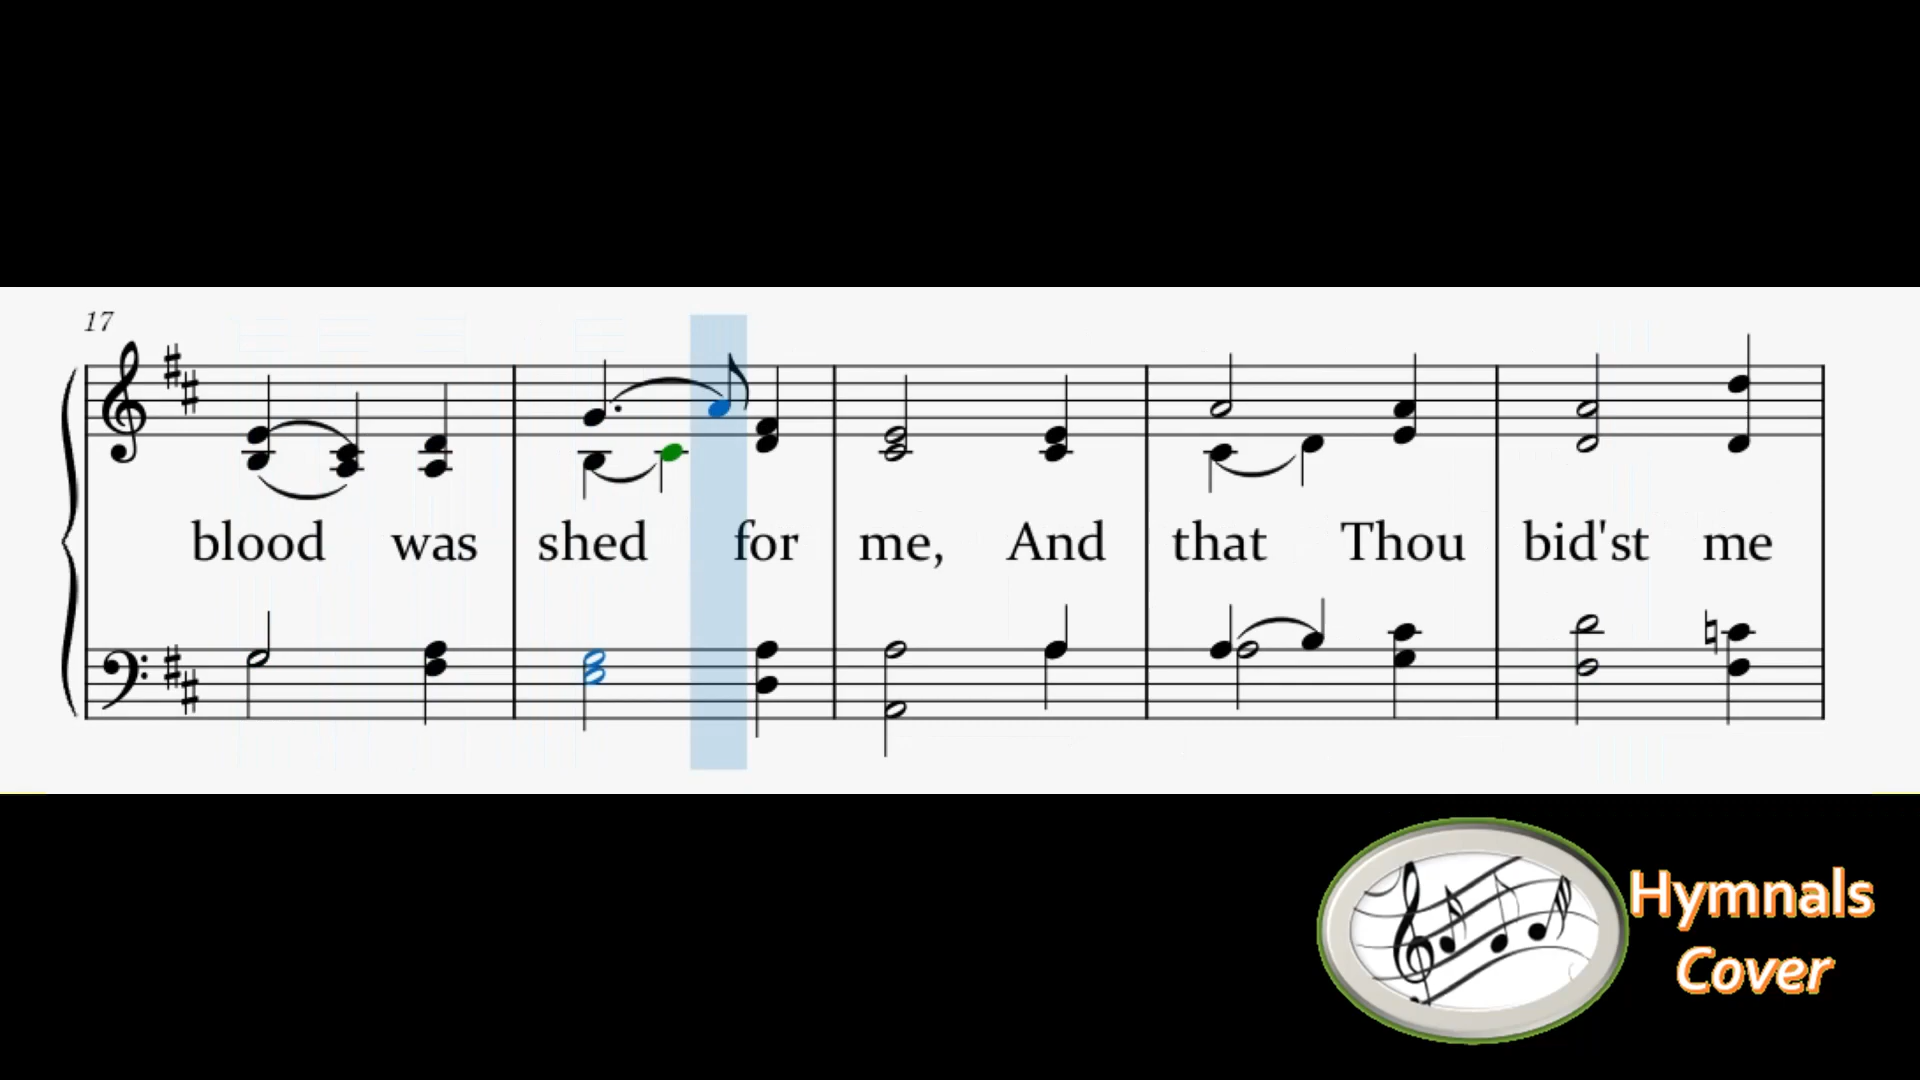 17
blood was shed for me, And that Thou bid'st me
Hymnals
Cover